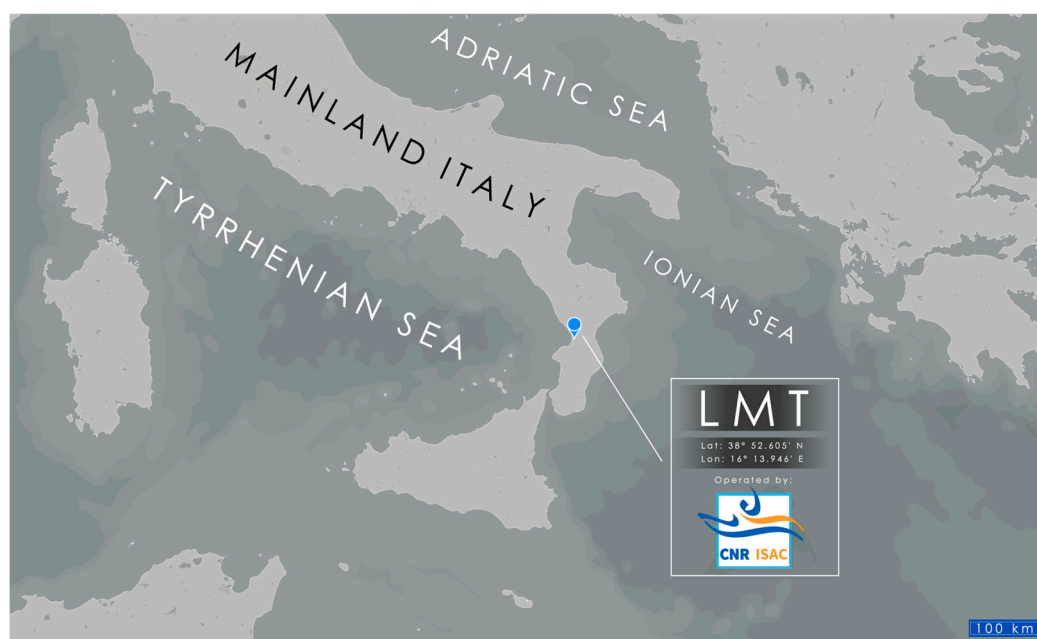 ADRIATIC SEA
MAINLAND ITALY
TYRRHENIAN SEA
IONIAN SEA
LMT
Lat: 38° 52.605' N
Lon: 16° 13.946' E
Operated by:
CNR ISAC
100 km